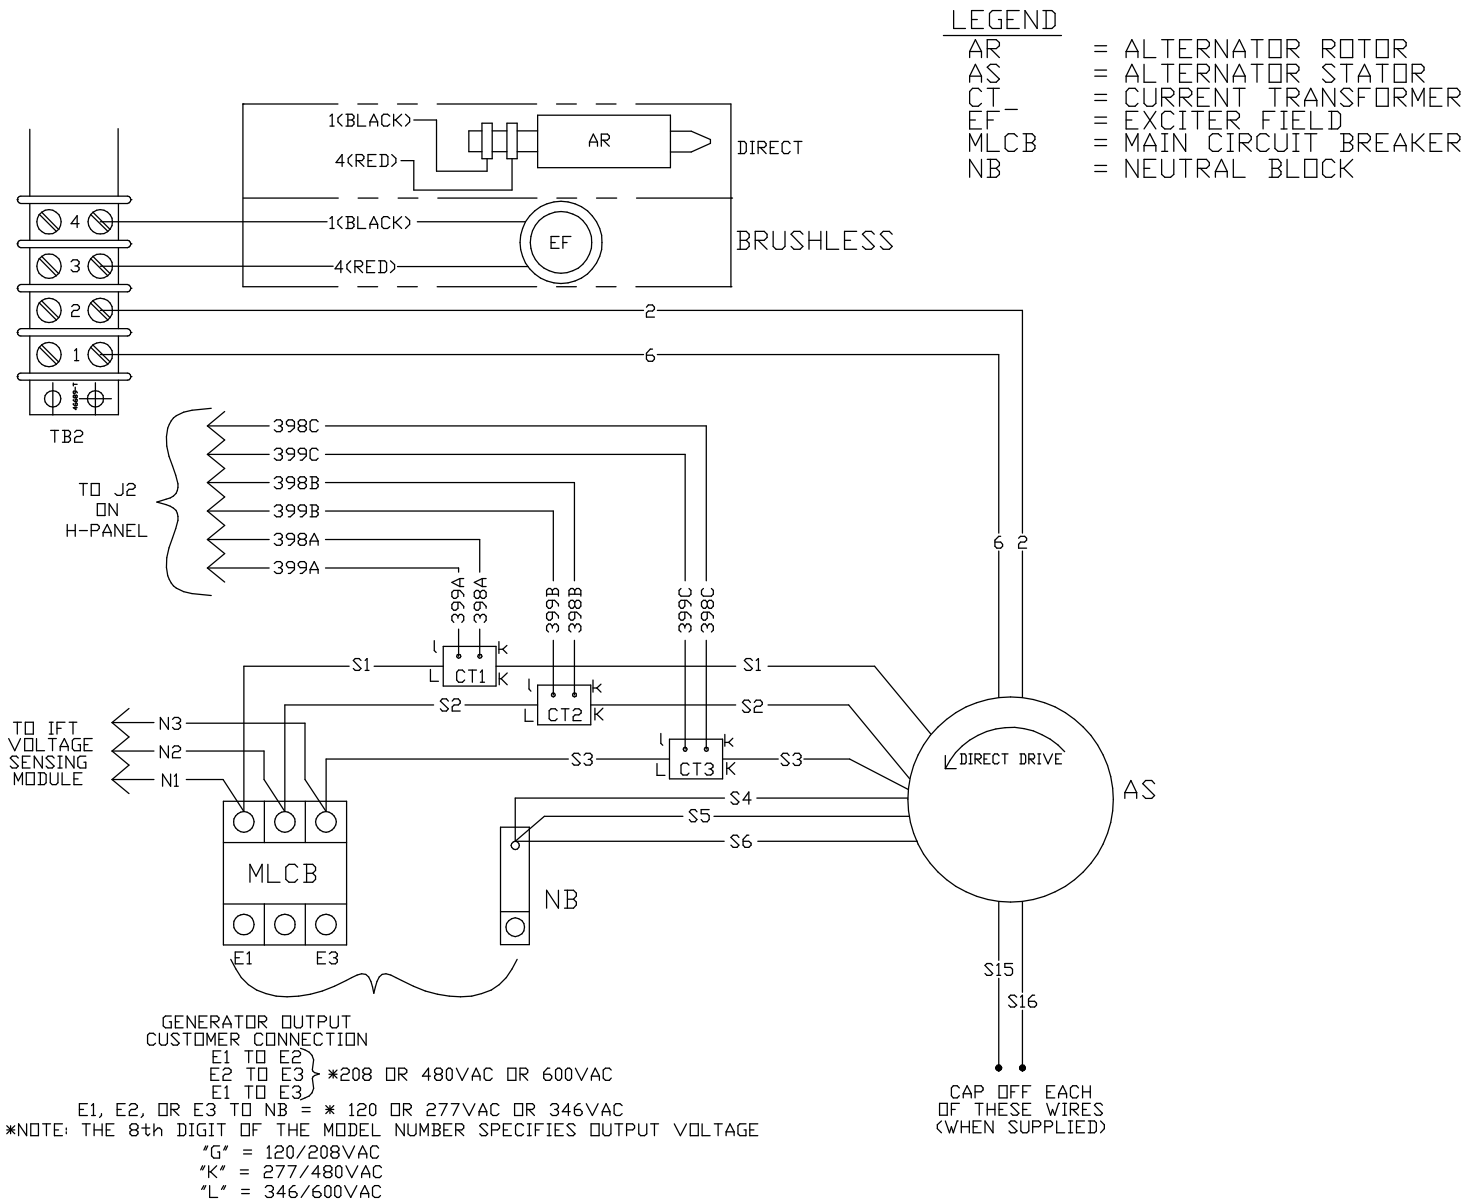 LEGEND
AR = ALTERNATOR ROTOR
AS = ALTERNATOR STATOR
CT_ = CURRENT TRANSFORMER
EF = EXCITER FIELD
MLCB = MAIN CIRCUIT BREAKER
NB = NEUTRAL BLOCK
1(BLACK)
4(RED)
AR
DIRECT
4
1(BLACK)
EF
BRUSHLESS
3
4(RED)
2
2
1
6
46689-T
TB2
398C
399C
398B
399B
398A
399A
TO J2
ON
H-PANEL
6
2
399A
398A
399B
398B
399C
398C
l
k
S1
L
CT1
K
S1
l
k
S2
L
CT2
K
S2
l
k
S3
L
CT3
K
S3
TO IFT
VOLTAGE
SENSING
MODULE
N3
N2
N1
DIRECT DRIVE
AS
S4
S5
S6
MLCB
NB
E1
E3
S15
S16
GENERATOR OUTPUT
CUSTOMER CONNECTION
E1 TO E2
E2 TO E3
*208 OR 480VAC OR 600VAC
E1 TO E3
E1, E2, OR E3 TO NB = * 120 OR 277VAC OR 346VAC
*NOTE: THE 8th DIGIT OF THE MODEL NUMBER SPECIFIES OUTPUT VOLTAGE
"G" = 120/208VAC
"K" = 277/480VAC
"L" = 346/600VAC
CAP OFF EACH
OF THESE WIRES
(WHEN SUPPLIED)